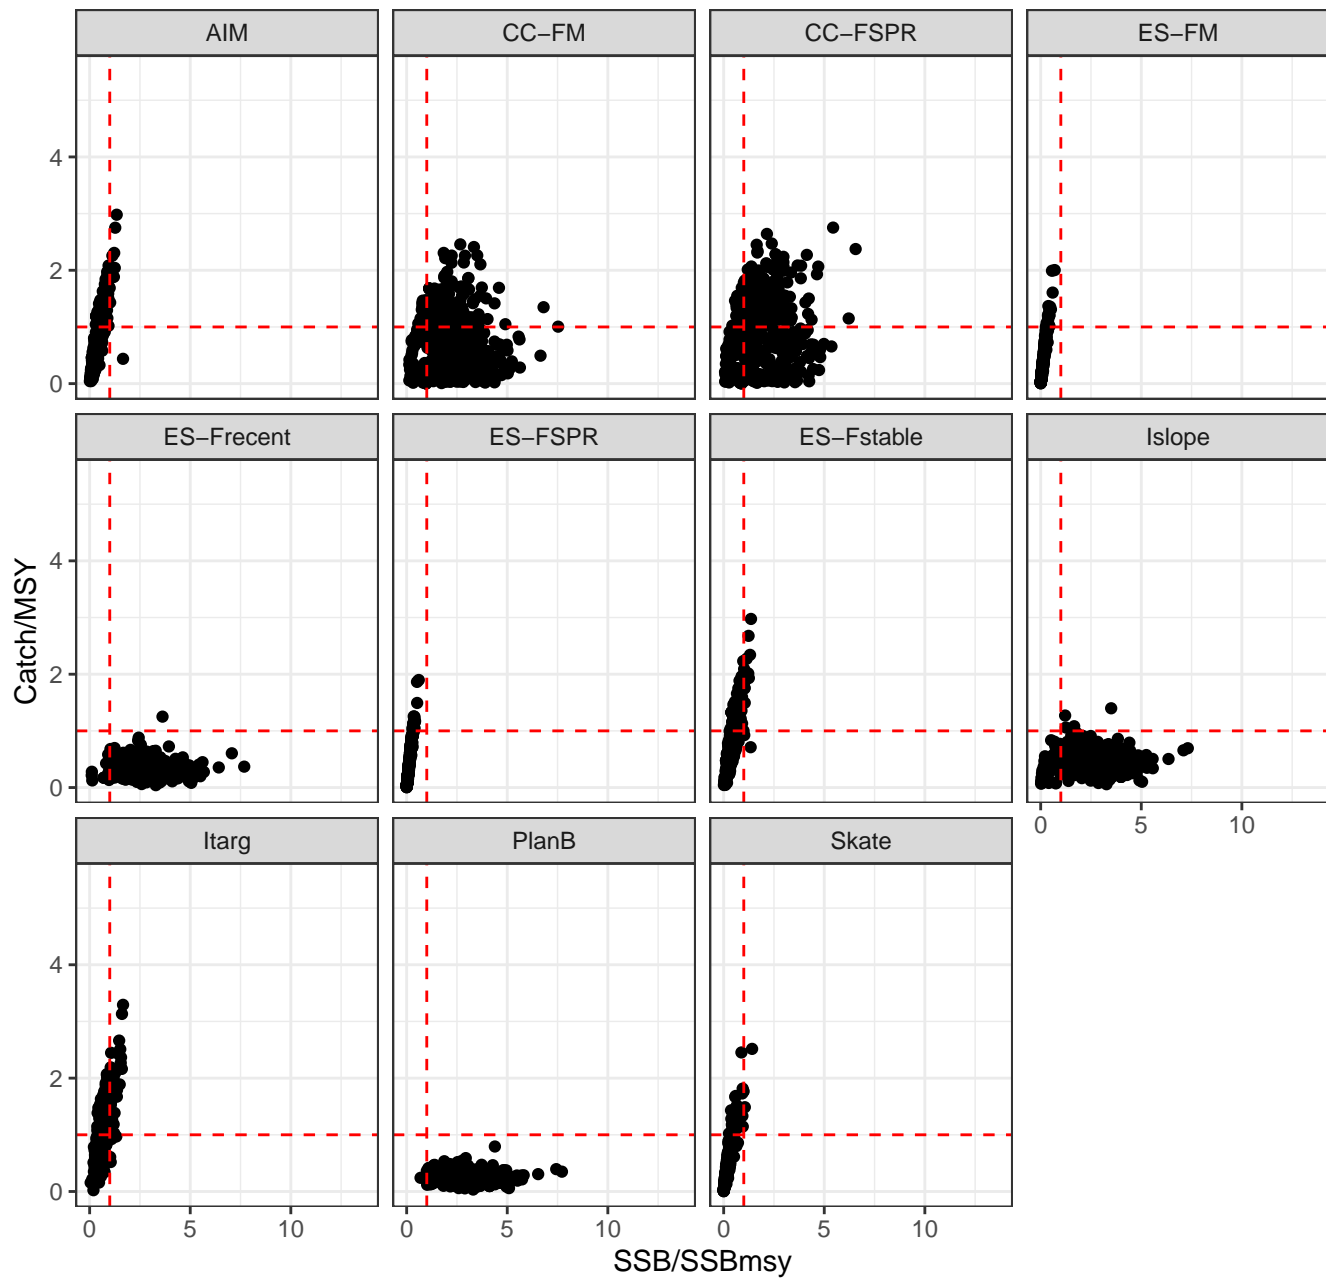 AIM
CC−FM
CC−FSPR
ES−FM
4
2
0
ES−Frecent
ES−FSPR
ES−Fstable
Islope
4
2
0
0 5 10
Itarg
PlanB
Skate
4
2
0
0 5 10
0 5 10
0 5 10
Catch/MSY
SSB/SSBmsy